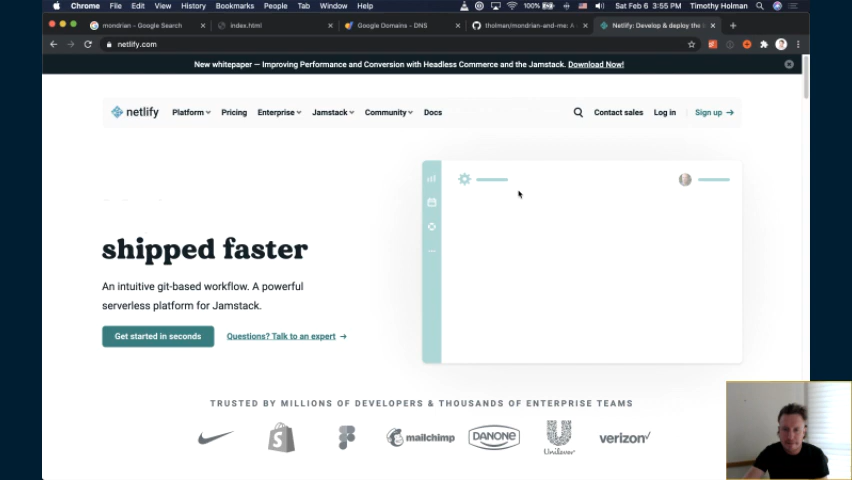 Chrome File Edit View History Bookmarks People Tab Window Help 100% Sat Feb 6 3:55 PM Timothy Holman
mondrian - Google Search index.html Google Domains - DNS tholman/mondrian-and-me: A Netlify: Develop & deploy the
netlify.com
New whitepaper — Improving Performance and Conversion with Headless Commerce and the Jamstack. Download Now!
netlify Platform Pricing Enterprise Jamstack Community Docs Contact sales Log in Sign up →
shipped faster
An intuitive git-based workflow. A powerful
serverless platform for Jamstack.
Get started in seconds Questions? Talk to an expert →
TRUSTED BY MILLIONS OF DEVELOPERS & THOUSANDS OF ENTERPRISE TEAMS
mailchimp DANONE Unilever verizon✓